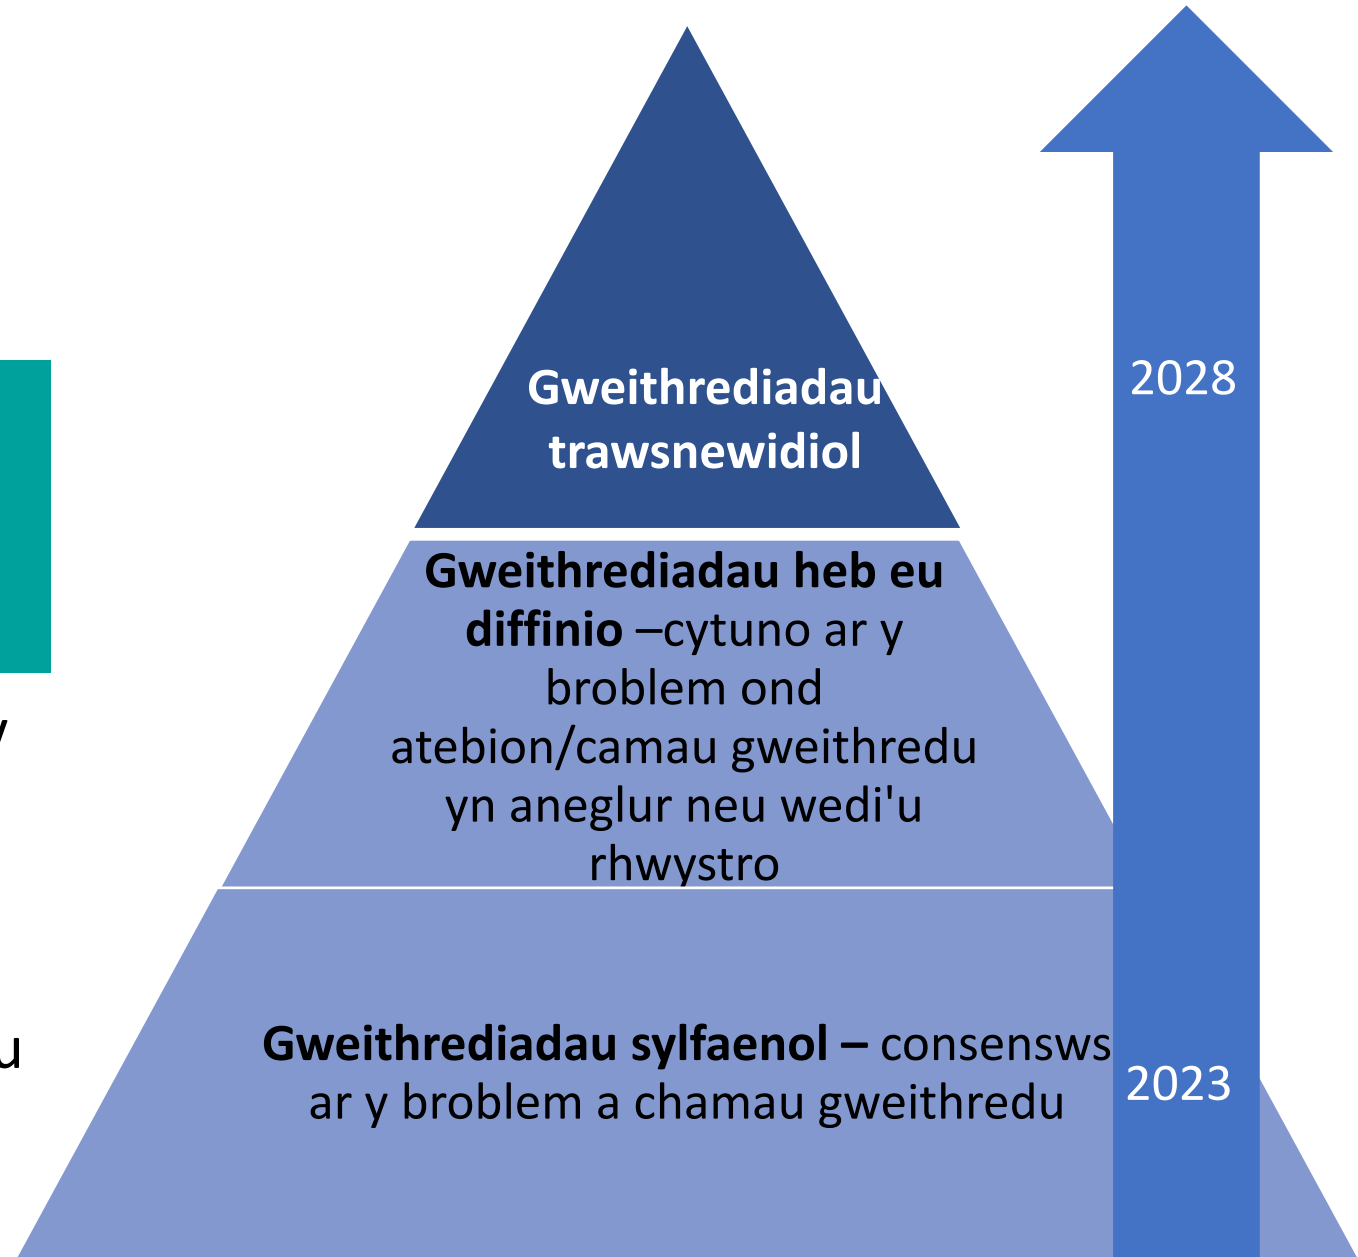 Gweithrediadau
trawsnewidiol
2028
Gweithrediadau heb eu
diffinio –cytuno ar y
broblem ond
atebion/camau gweithredu
yn aneglur neu wedi'u
rhwystro
Gweithrediadau sylfaenol – consensws
ar y broblem a chamau gweithredu
2023